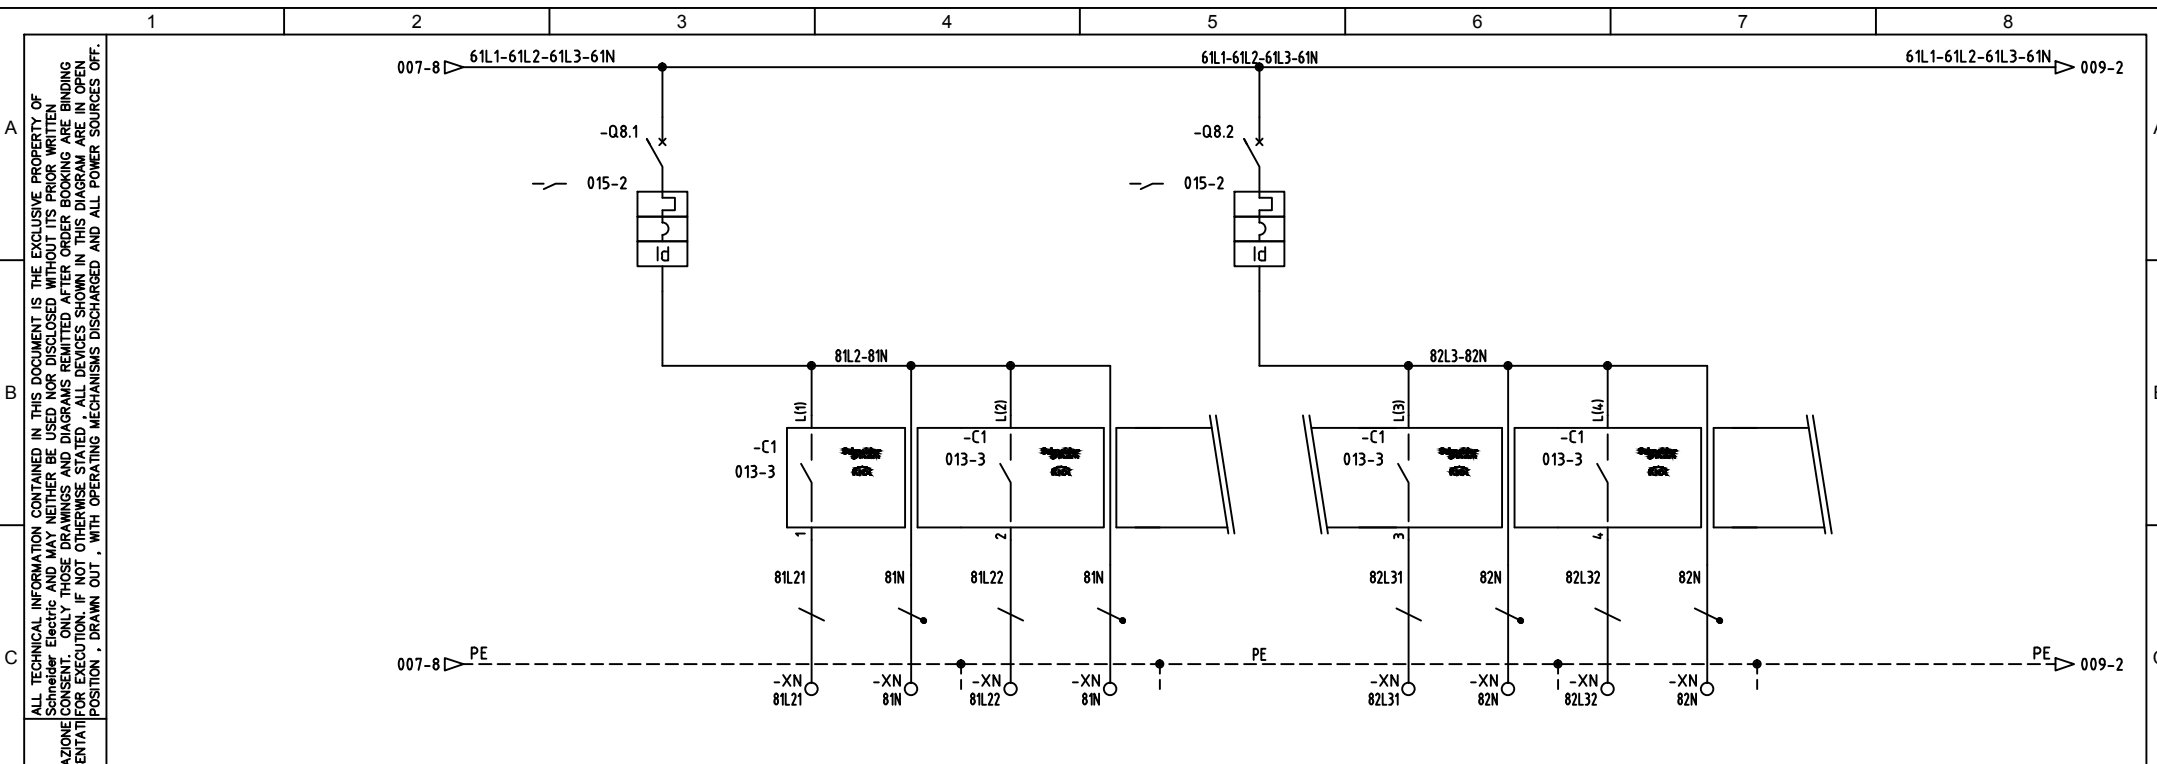 1 2 3 4 5 6 7 8
A
B
C
ALL TECHNICAL INFORMATION CONTAINED IN THIS DOCUMENT IS THE EXCLUSIVE PROPERTY OF
Schneider Electric AND MAY NEITHER BE USED NOR DISCLOSED WITHOUT ITS PRIOR WRITTEN
CONSENT. ONLY THOSE DRAWINGS AND DIAGRAMS REMITTED AFTER ORDER BOOKING ARE BINDING
FOR EXECUTION. IF NOT OTHERWISE STATED , ALL DEVICES SHOWN IN THIS DIAGRAM ARE IN OPEN
POSITION , DRAWN OUT , WITH OPERATING MECHANISMS DISCHARGED AND ALL POWER SOURCES OFF.
AZIONE
ENTATI
007-8 61L1-61L2-61L3-61N 61L1-61L2-61L3-61N 61L1-61L2-61L3-61N 009-2
-Q8.1 -Q8.2
015-2 015-2
Id Id
81L2-81N 82L3-82N
L(1) L(2) L(3) L(4)
-C1 -C1 -C1 -C1
013-3 013-3 013-3 013-3
1 2 3 4
81L21 81N 81L22 81N 82L31 82N 82L32 82N
007-8 PE PE PE 009-2
-XN -XN -XN -XN -XN -XN -XN -XN
81L21 81N 81L22 81N 82L31 82N 82L32 82N